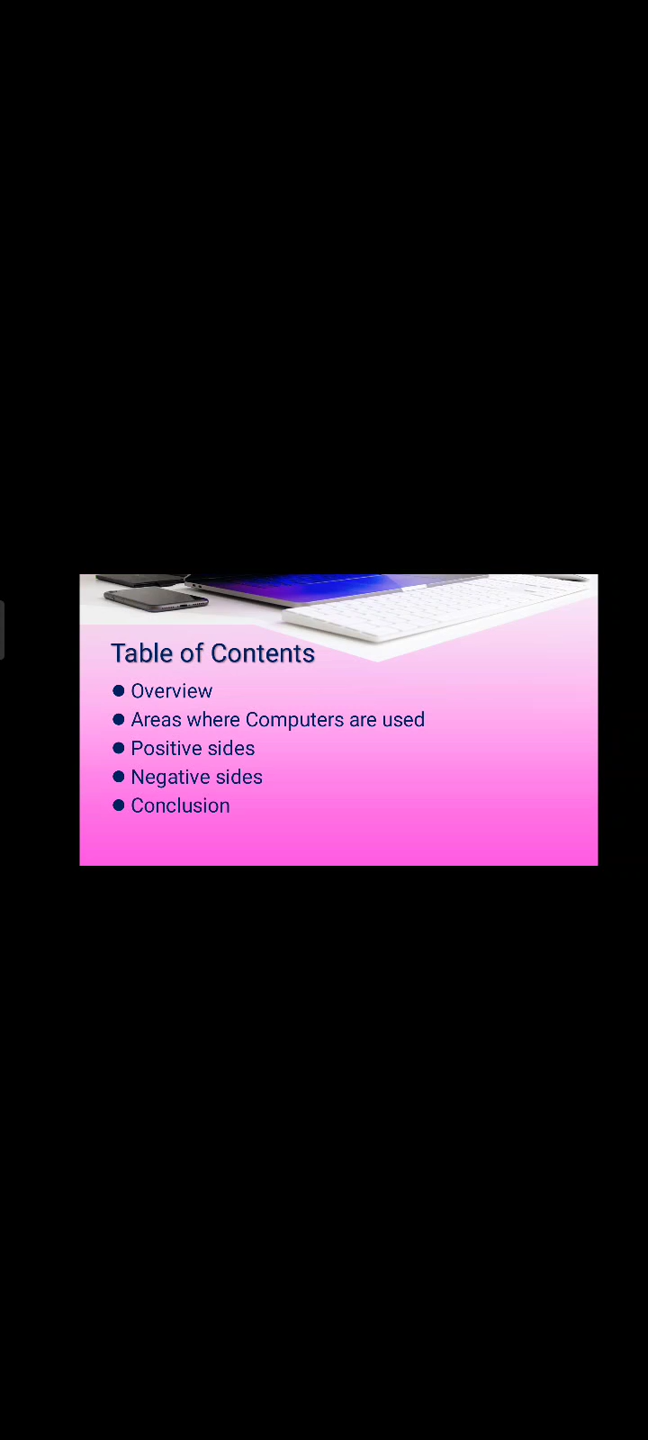 Table of Contents
● Overview
● Areas where Computers are used
● Positive sides
● Negative sides
● Conclusion